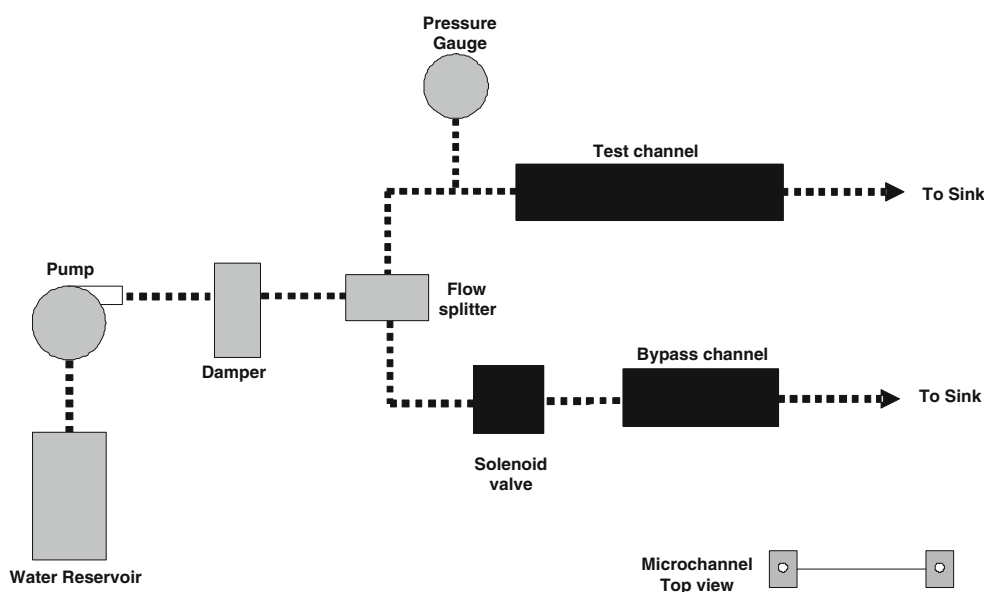 Pressure
Gauge
Test channel
To Sink
Pump
Flow
splitter
Damper
Bypass channel
To Sink
Solenoid
valve
Water Reservoir
Microchannel
Top view